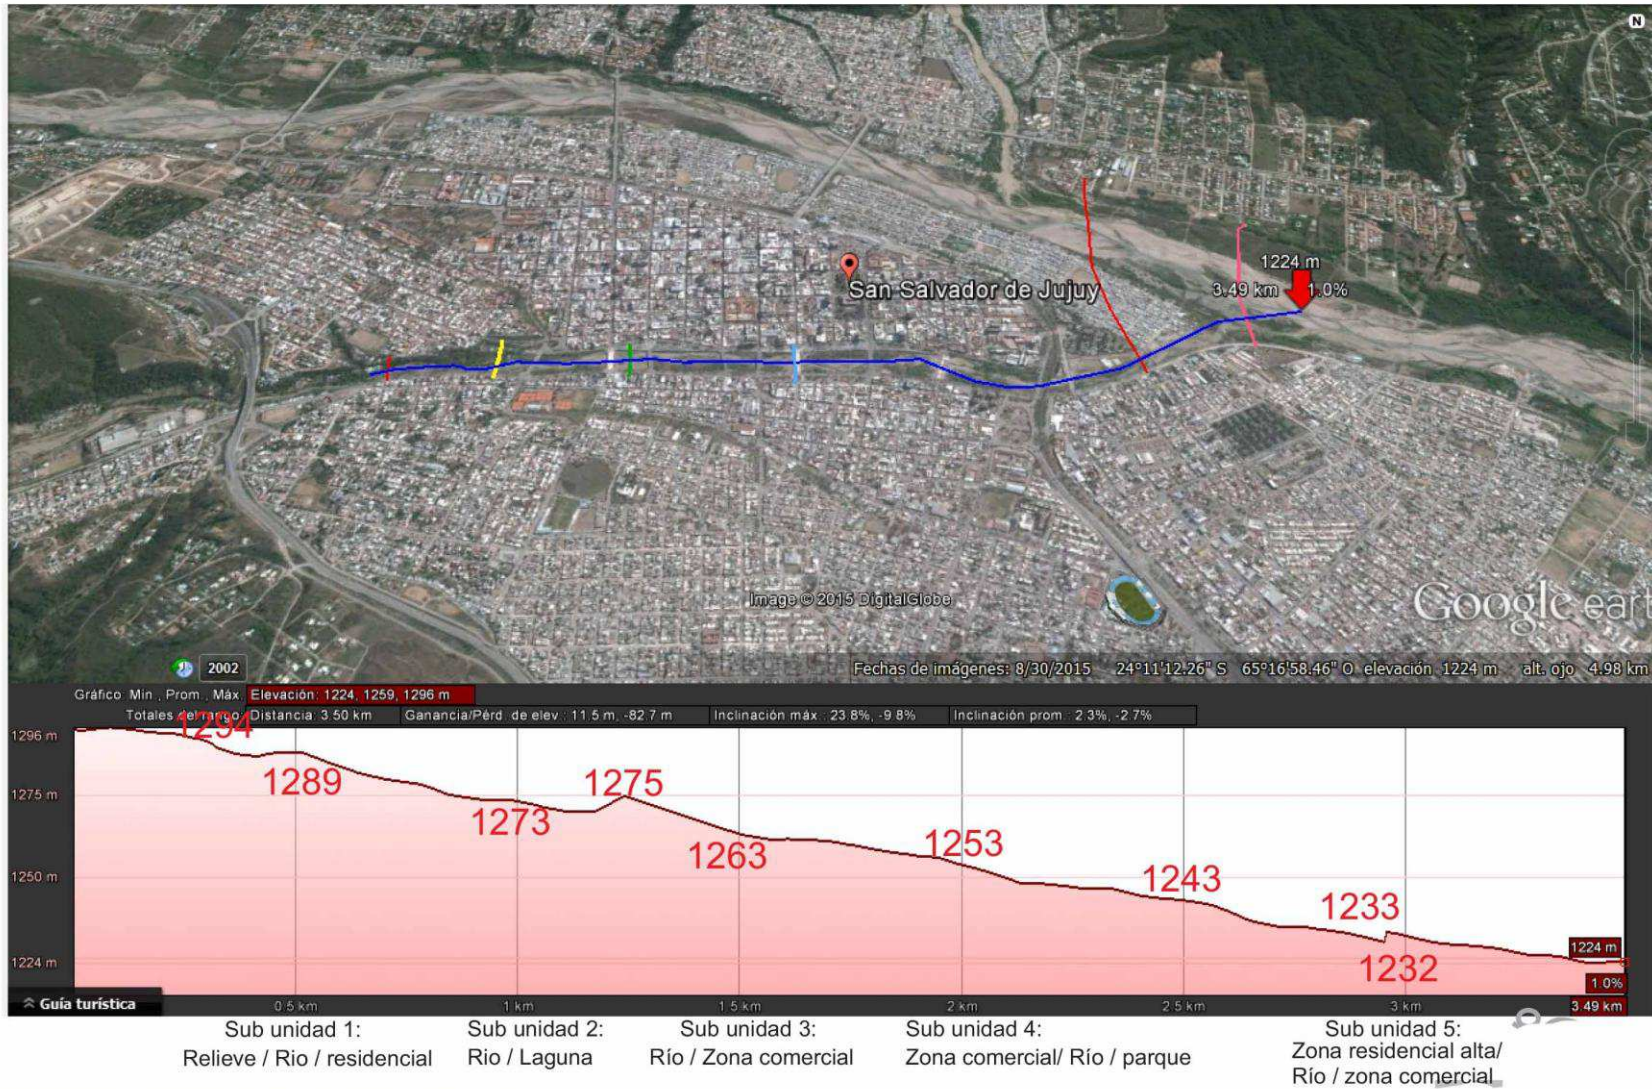 N
1224 m
3.49 km 1.0%
San Salvador de Jujuy
Image © 2015 DigitalGlobe
Google ear
2002
Fechas de imágenes: 8/30/2015 24°11'12.26" S 65°16'58.46" O elevación 1224 m alt. ojo 4.98 km
Gráfico: Mín., Prom., Máx. Elevación: 1224, 1259, 1296 m
Totales del rango: Distancia: 3.50 km Ganancia/Pérd. de elev.: 11.5 m, -82.7 m Inclinación máx.: 23.8%, -9.8% Inclinación prom.: 2.3%, -2.7%
1296 m
1294
1289
1275 m
1275
1273
1263
1253
1250 m
1243
1233
1232
1224 m
1224 m
1.0%
Guía turística
0.5 km 1 km 1.5 km 2 km 2.5 km 3 km 3.49 km
Sub unidad 1:
Relieve / Rio / residencial
Sub unidad 2:
Rio / Laguna
Sub unidad 3:
Río / Zona comercial
Sub unidad 4:
Zona comercial/ Río / parque
Sub unidad 5:
Zona residencial alta/
Río / zona comercial